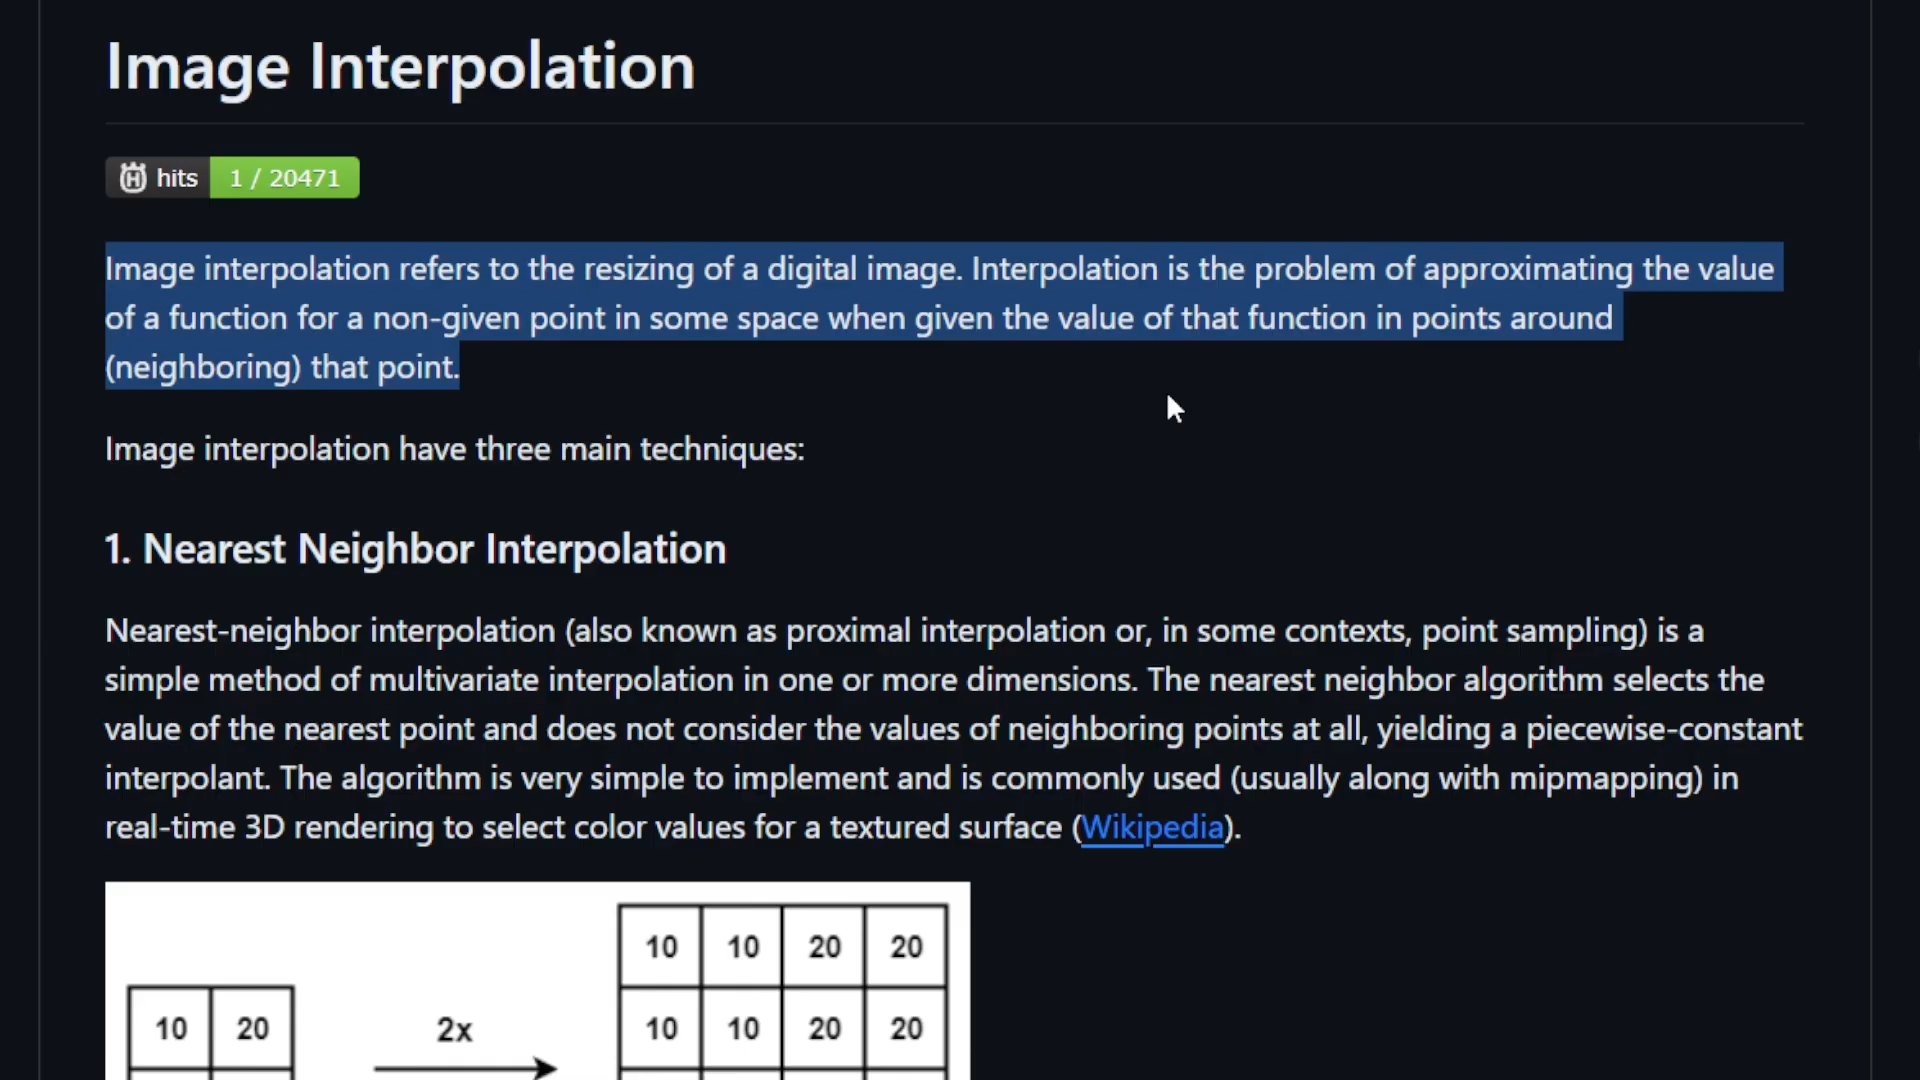 Image Interpolation
hits 1 / 20471
Image interpolation refers to the resizing of a digital image. Interpolation is the problem of approximating the value
of a function for a non-given point in some space when given the value of that function in points around
(neighboring) that point.
Image interpolation have three main techniques:
1. Nearest Neighbor Interpolation
Nearest-neighbor interpolation (also known as proximal interpolation or, in some contexts, point sampling) is a
simple method of multivariate interpolation in one or more dimensions. The nearest neighbor algorithm selects the
value of the nearest point and does not consider the values of neighboring points at all, yielding a piecewise-constant
interpolant. The algorithm is very simple to implement and is commonly used (usually along with mipmapping) in
real-time 3D rendering to select color values for a textured surface (Wikipedia).
10 10 20 20
10 20 2x 10 10 20 20